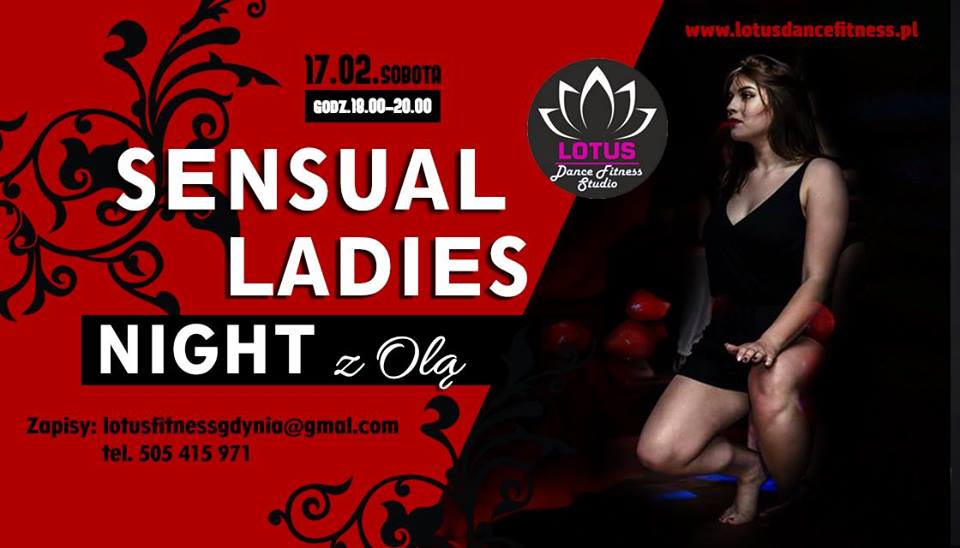 www.lotusdancefitness.pl
17.02.SOBOTA
GODZ.18.00-20.00
LOTUS
Dance Fitness
Studio
SENSUAL
LADIES
NIGHT z Olą
Zapisy: lotusfitnessgdynia@gmal.com
tel. 505 415 971